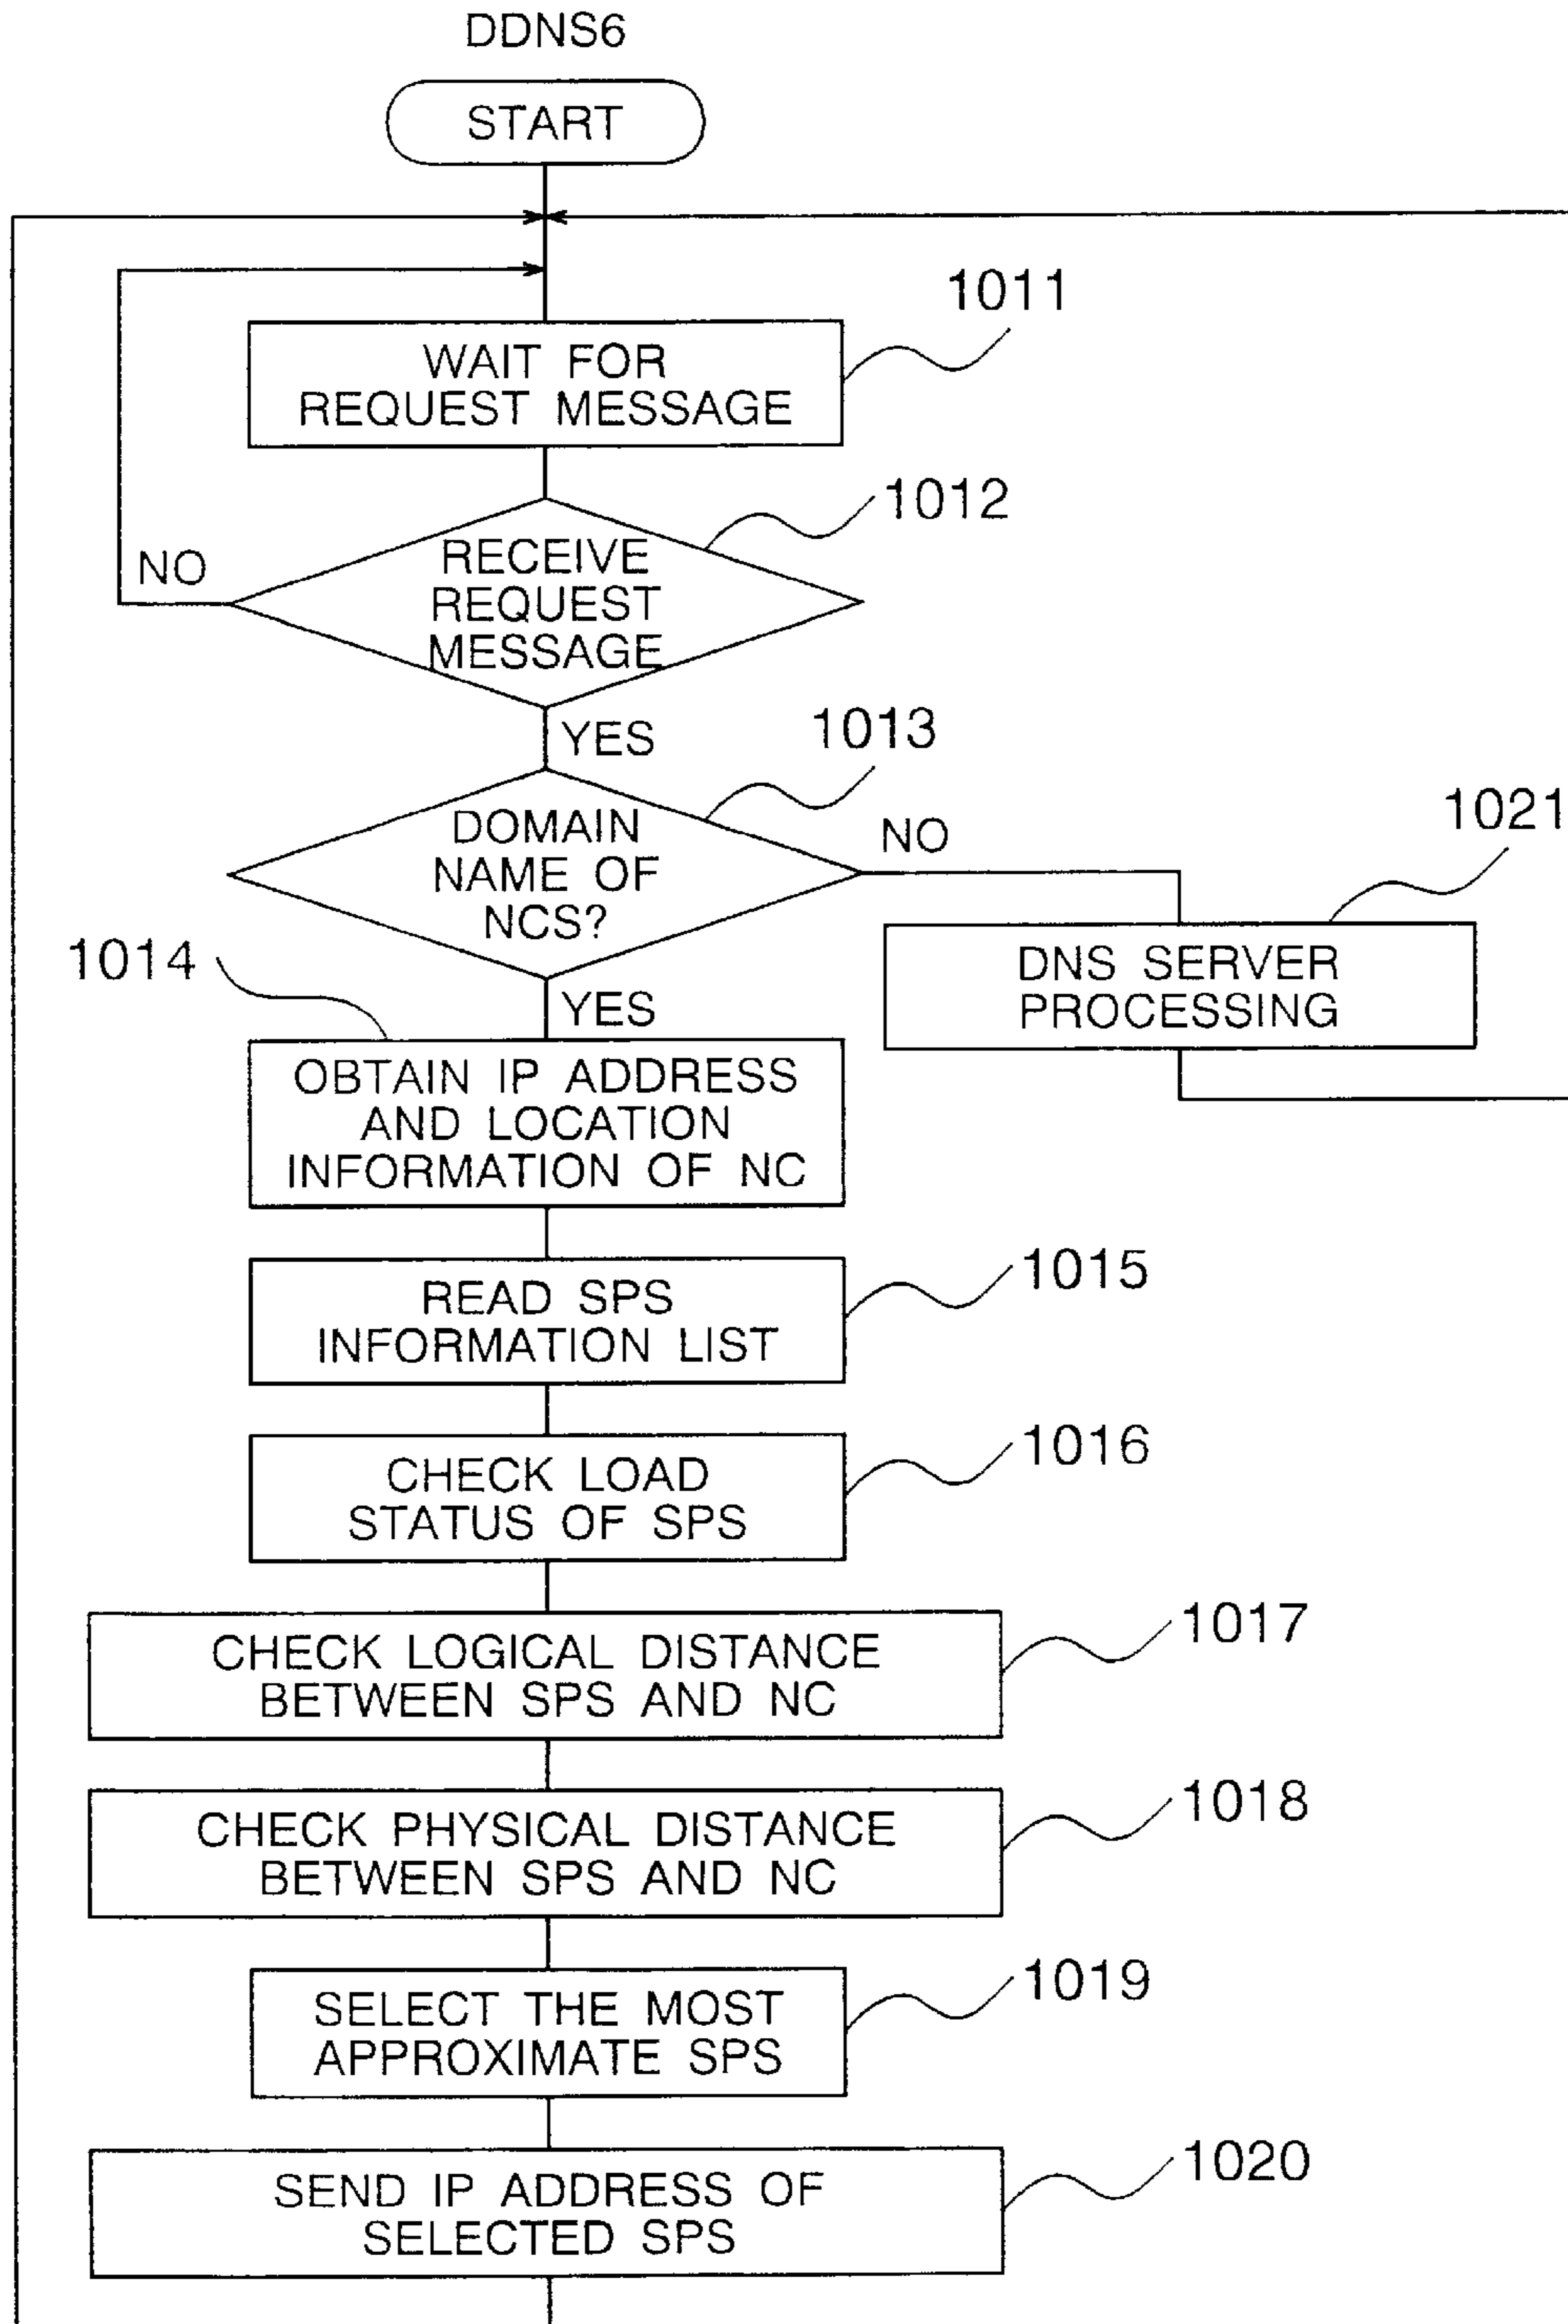 DDNS6
START
1011
WAIT FOR
REQUEST MESSAGE
1012
RECEIVE
REQUEST
MESSAGE
NO
YES
1013
DOMAIN
NAME OF
NCS?
NO
1021
DNS SERVER
PROCESSING
YES
1014
OBTAIN IP ADDRESS
AND LOCATION
INFORMATION OF NC
1015
READ SPS
INFORMATION LIST
1016
CHECK LOAD
STATUS OF SPS
1017
CHECK LOGICAL DISTANCE
BETWEEN SPS AND NC
1018
CHECK PHYSICAL DISTANCE
BETWEEN SPS AND NC
1019
SELECT THE MOST
APPROXIMATE SPS
1020
SEND IP ADDRESS OF
SELECTED SPS